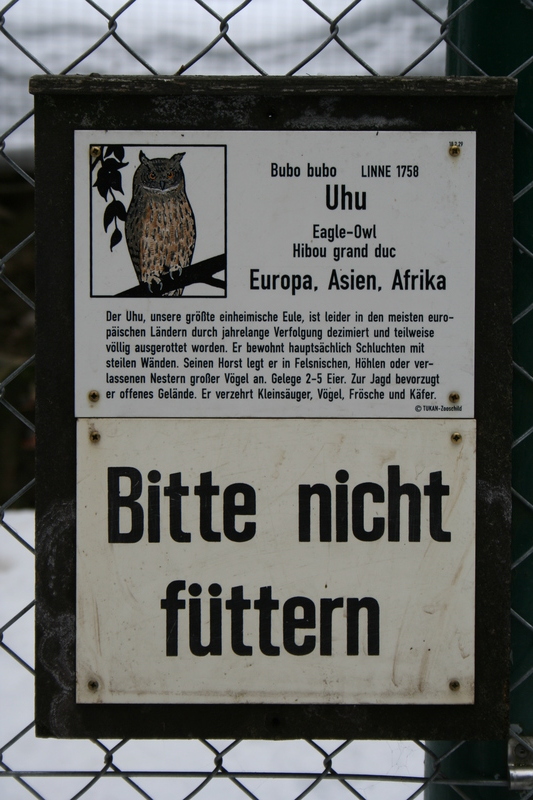 Bubo bubo LINNE 1758
Uhu
Eagle-Owl
Hibou grand duc
Europa, Asien, Afrika
Der Uhu, unsere größte einheimische Eule, ist leider in den meisten euro-
päischen Ländern durch jahrelange Verfolgung dezimiert und teilweise
völlig ausgerottet worden. Er bewohnt hauptsächlich Schluchten mit
steilen Wänden. Seinen Horst legt er in Felsnischen, Höhlen oder ver-
lassenen Nestern großer Vögel an. Gelege 2-5 Eier. Zur Jagd bevorzugt
er offenes Gelände. Er verzehrt Kleinsäuger, Vögel, Frösche und Käfer.
© TUKAN-Zooschild
Bitte nicht
füttern